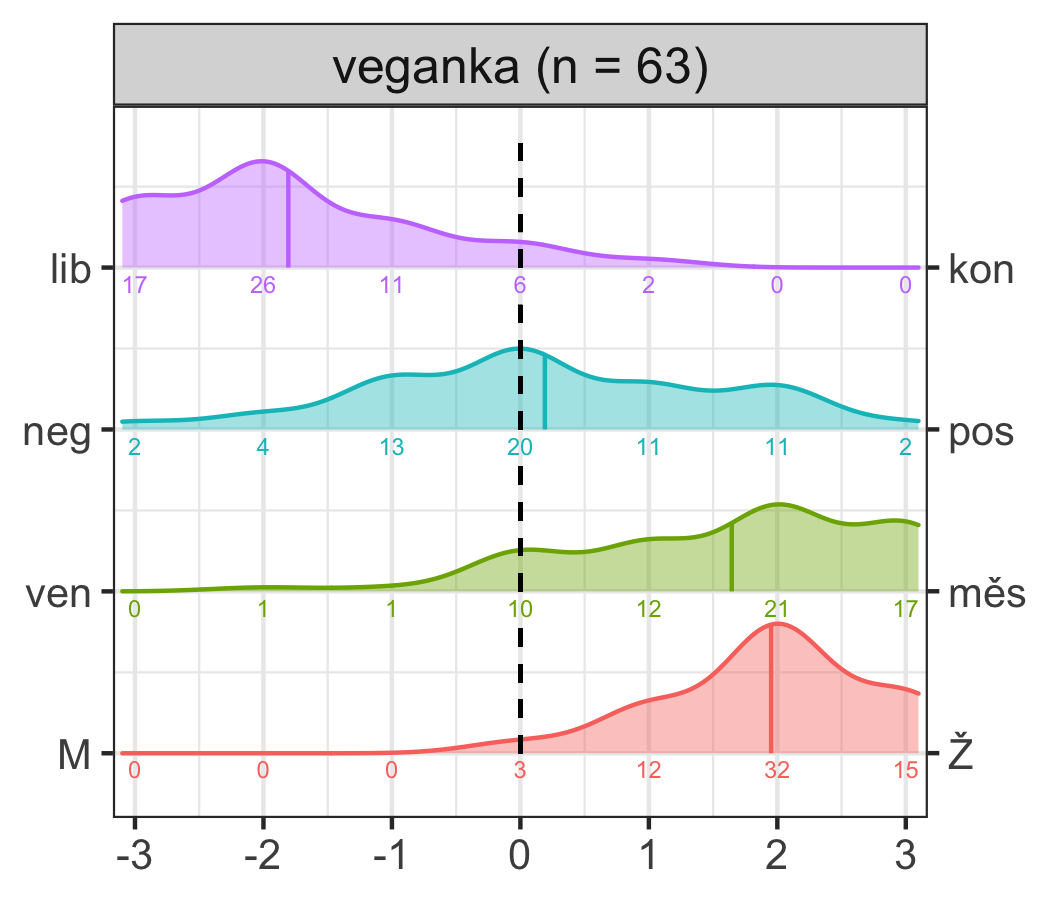 veganka (n = 63)
lib kon
17 26 11 6 2 0 0
neg pos
2 4 13 20 11 11 2
ven měs
0 1 1 10 12 21 17
M Ž
0 0 0 3 12 32 15
-3 -2 -1 0 1 2 3